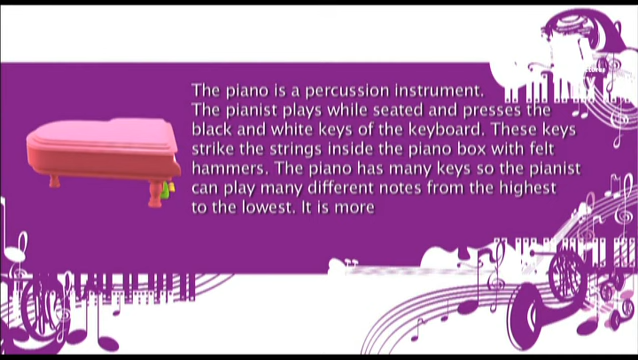 The piano is a percussion instrument.
The pianist plays while seated and presses the
black and white keys of the keyboard. These keys
strike the strings inside the piano box with felt
hammers. The piano has many keys so the pianist
can play many different notes from the highest
to the lowest. It is more